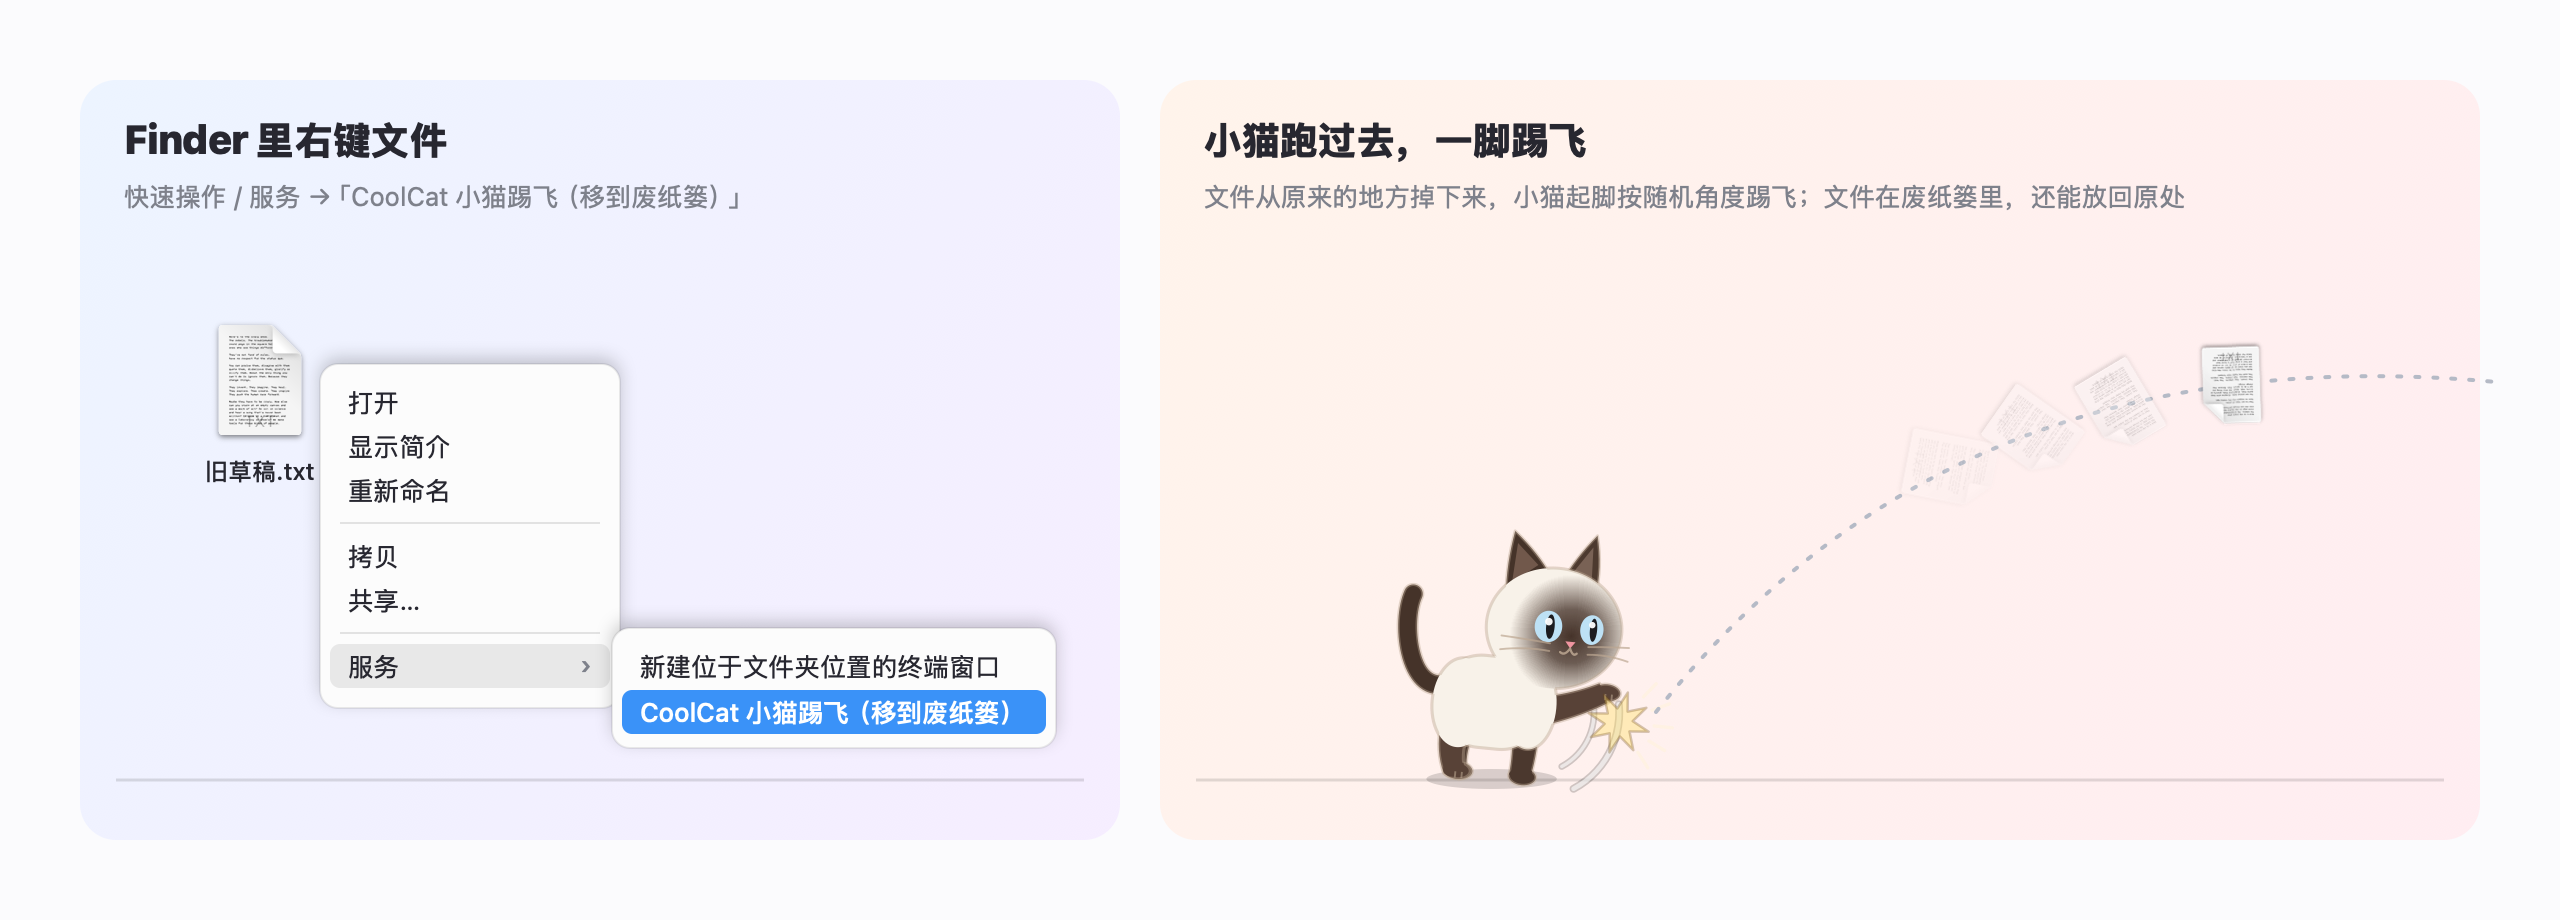 Finder 里右键文件
快速操作 / 服务 →「CoolCat 小猫踢飞（移到废纸篓）」
旧草稿.txt
打开
显示简介
重新命名
拷贝
共享...
服务 ›
新建位于文件夹位置的终端窗口
CoolCat 小猫踢飞（移到废纸篓）
小猫跑过去，一脚踢飞
文件从原来的地方掉下来，小猫起脚按随机角度踢飞；文件在废纸篓里，还能放回原处